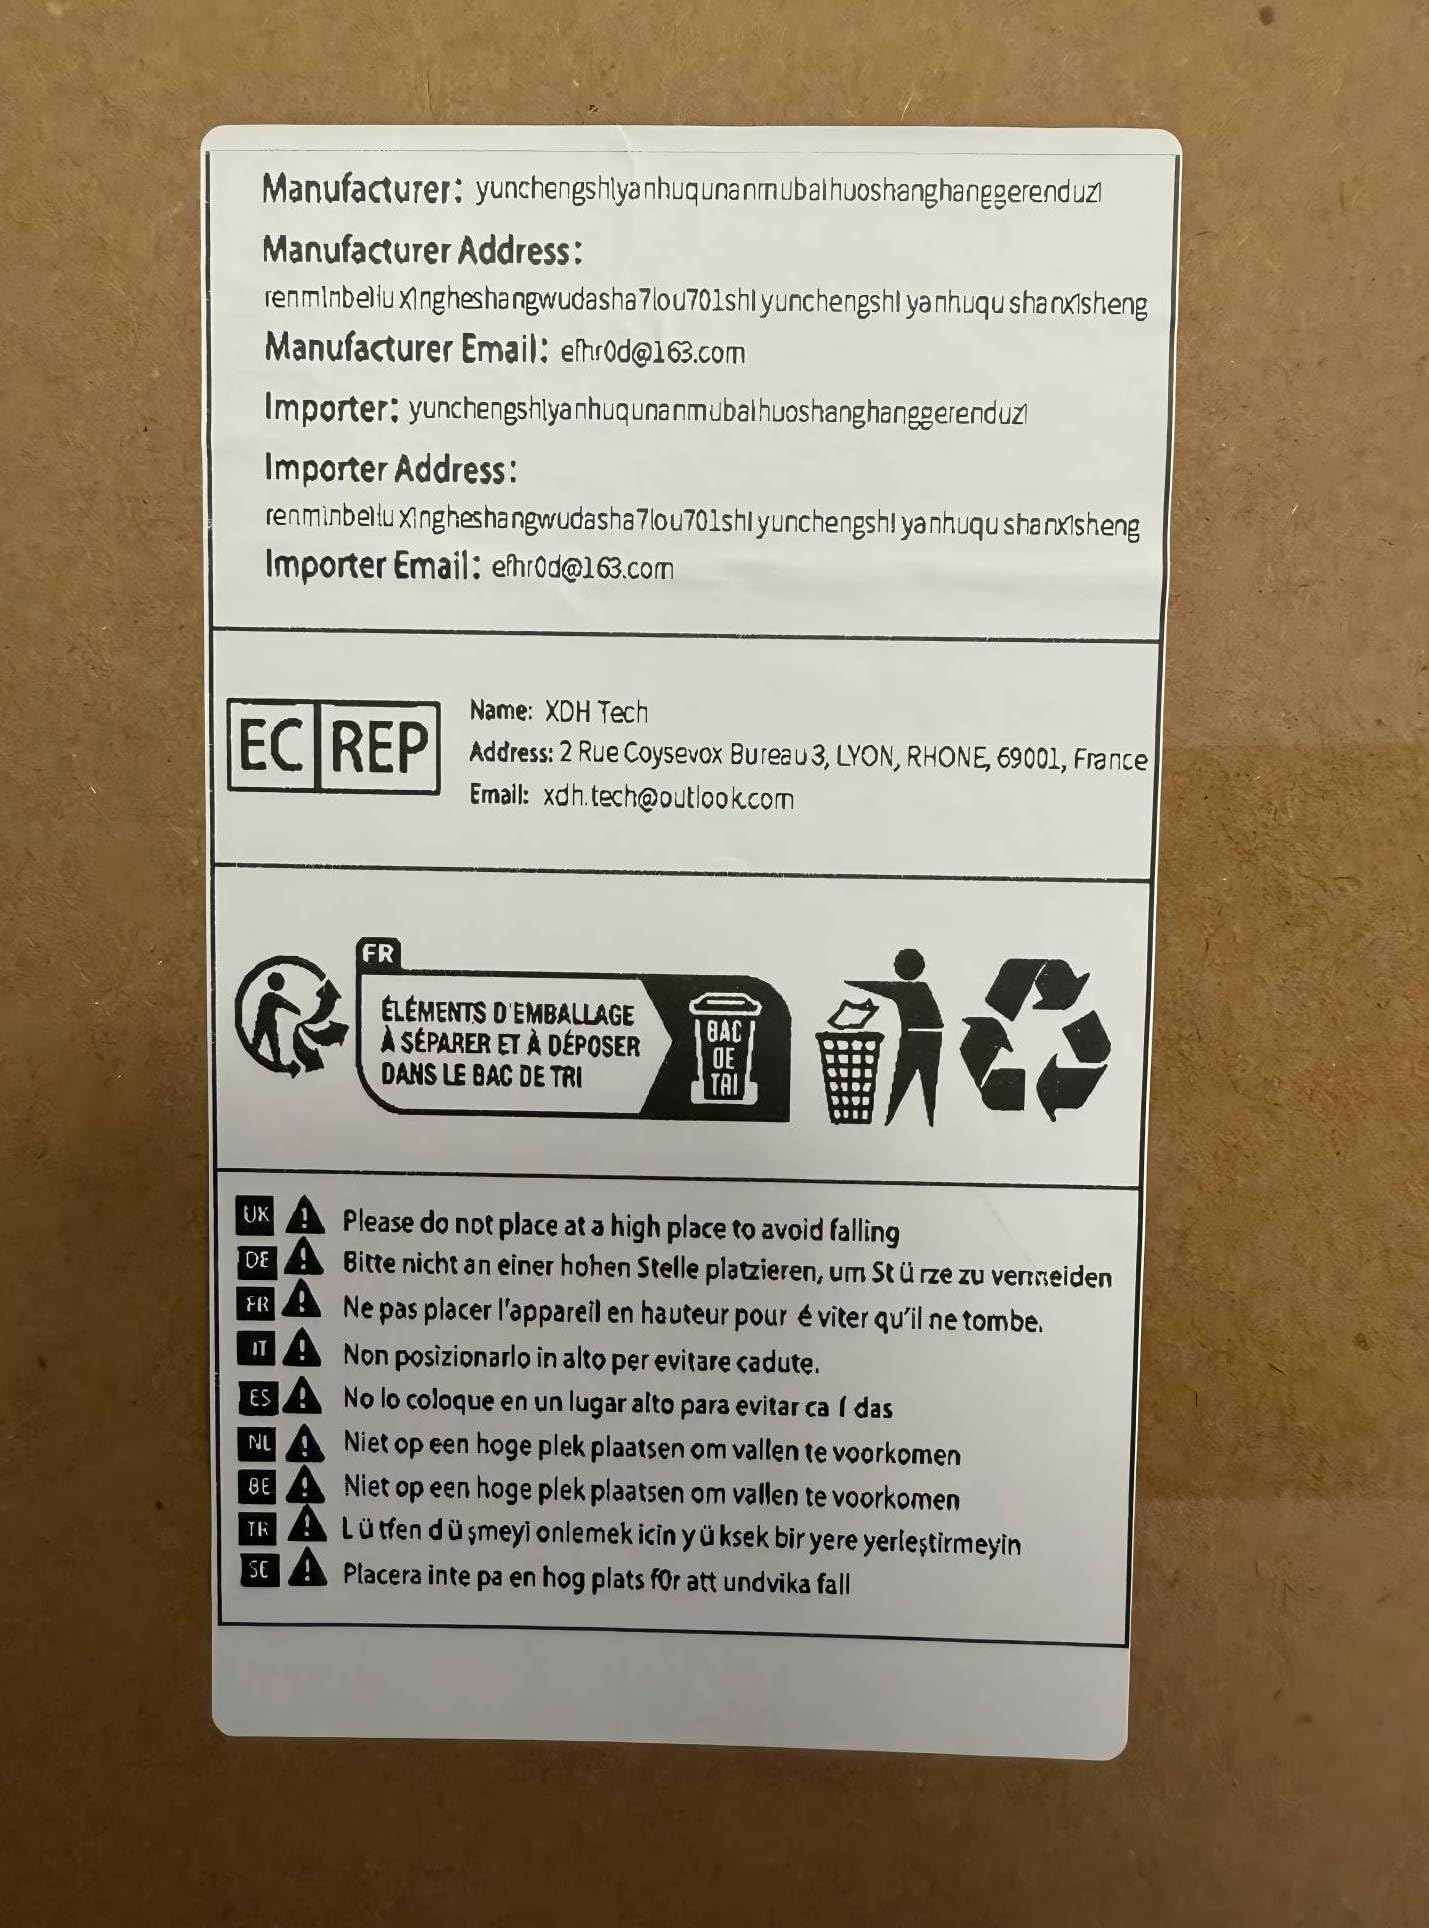 Manufacturer: yunchengshiyanhuqunanmubaihuoshanghanggerenduzi
Manufacturer Address:
renminbeilu xingheshangwudasha7lou701shi yunchengshi yanhuqu shanxisheng
Manufacturer Email: efhr0d@163.com
Importer: yunchengshiyanhuqunanmubaihuoshanghanggerenduzi
Importer Address:
renminbeilu xingheshangwudasha7lou701shi yunchengshi yanhuqu shanxisheng
Importer Email: efhr0d@163.com
EC REP
Name: XDH Tech
Address: 2 Rue Coysevox Bureau 3, LYON, RHONE, 69001, France
Email: xdh.tech@outlook.com
FR
ÉLÉMENTS D'EMBALLAGE
À SÉPARER ET À DÉPOSER
DANS LE BAC DE TRI
BAC
DE
TRI
UK Please do not place at a high place to avoid falling
DE Bitte nicht an einer hohen Stelle platzieren, um St ü rze zu vermeiden
FR Ne pas placer l'appareil en hauteur pour é viter qu'il ne tombe.
IT Non posizionarlo in alto per evitare cadute.
ES No lo coloque en un lugar alto para evitar ca í das
NL Niet op een hoge plek plaatsen om vallen te voorkomen
BE Niet op een hoge plek plaatsen om vallen te voorkomen
TR L ü tfen d ü şmeyi onlemek icin y ü ksek bir yere yerleştirmeyin
SE Placera inte pa en hog plats f0r att undvika fall